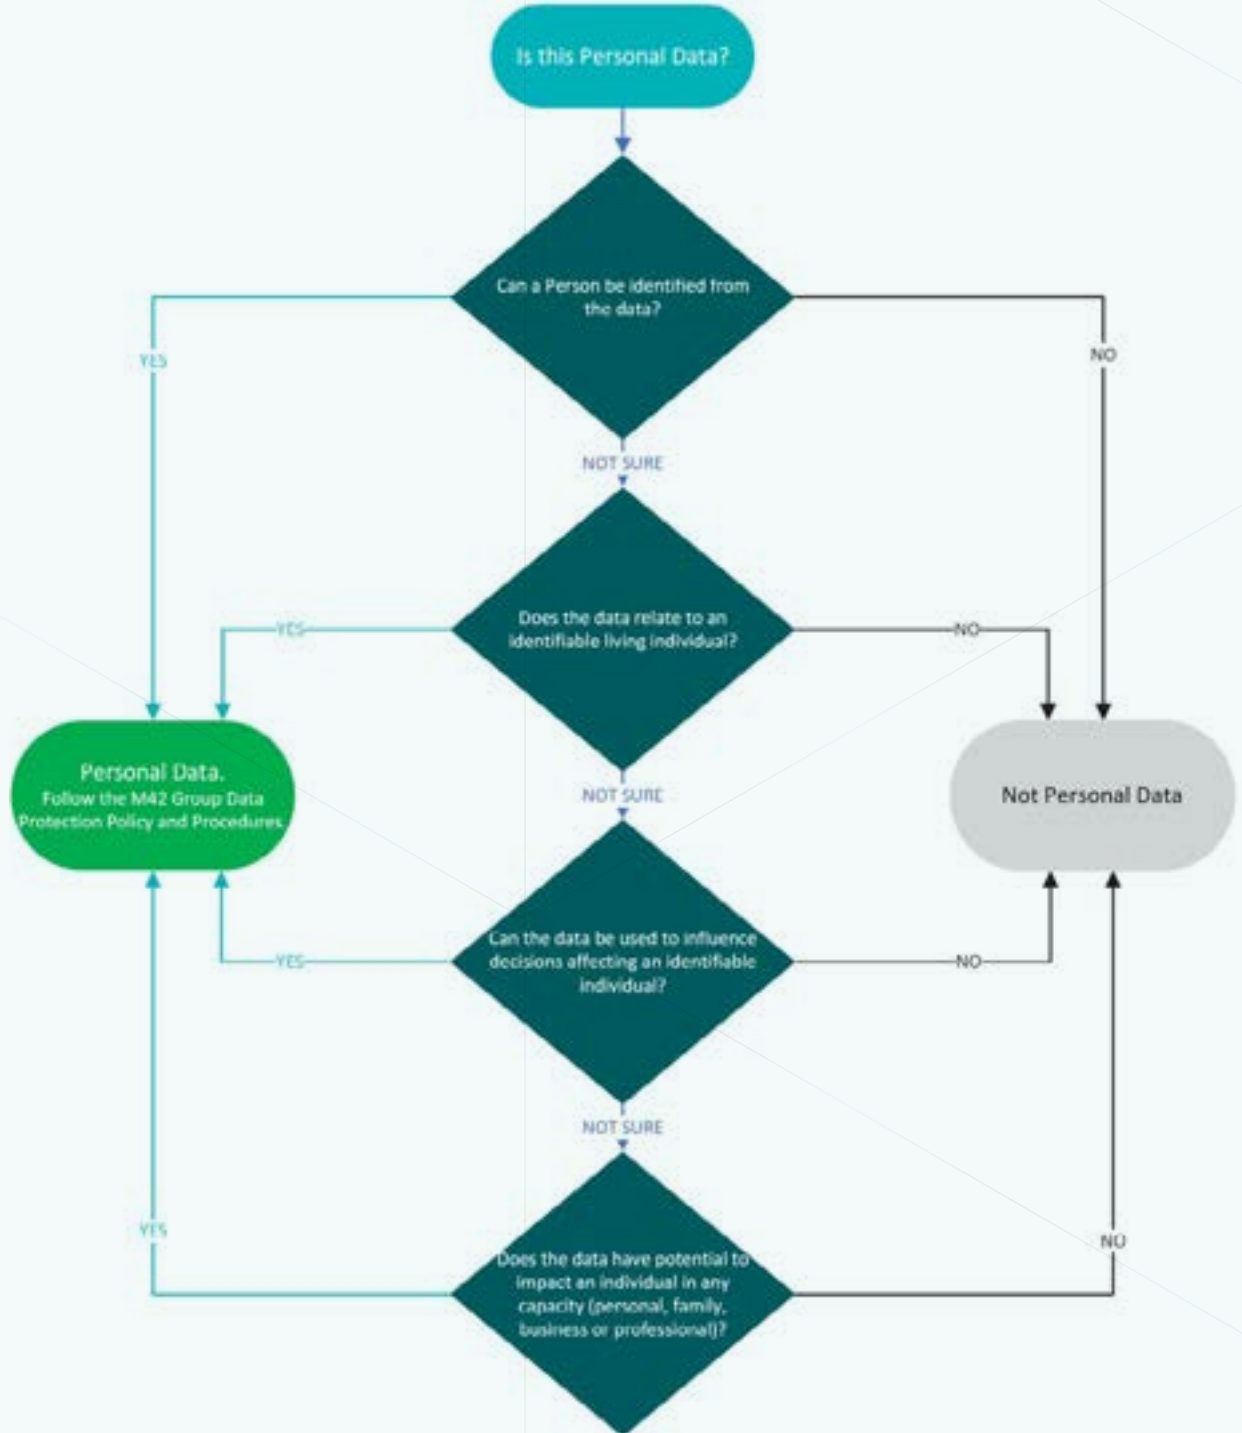 Is this Personal Data?
Can a Person be identified from
the data?
YES
NO
NOT SURE
Does the data relate to an
identifiable living individual?
YES
NO
Personal Data.
Follow the M42 Group Data
Protection Policy and Procedures
NOT SURE
Not Personal Data
Can the data be used to influence
decisions affecting an identifiable
individual?
YES
NO
NOT SURE
YES
NO
Does the data have potential to
impact an individual in any
capacity (personal, family,
business or professional)?